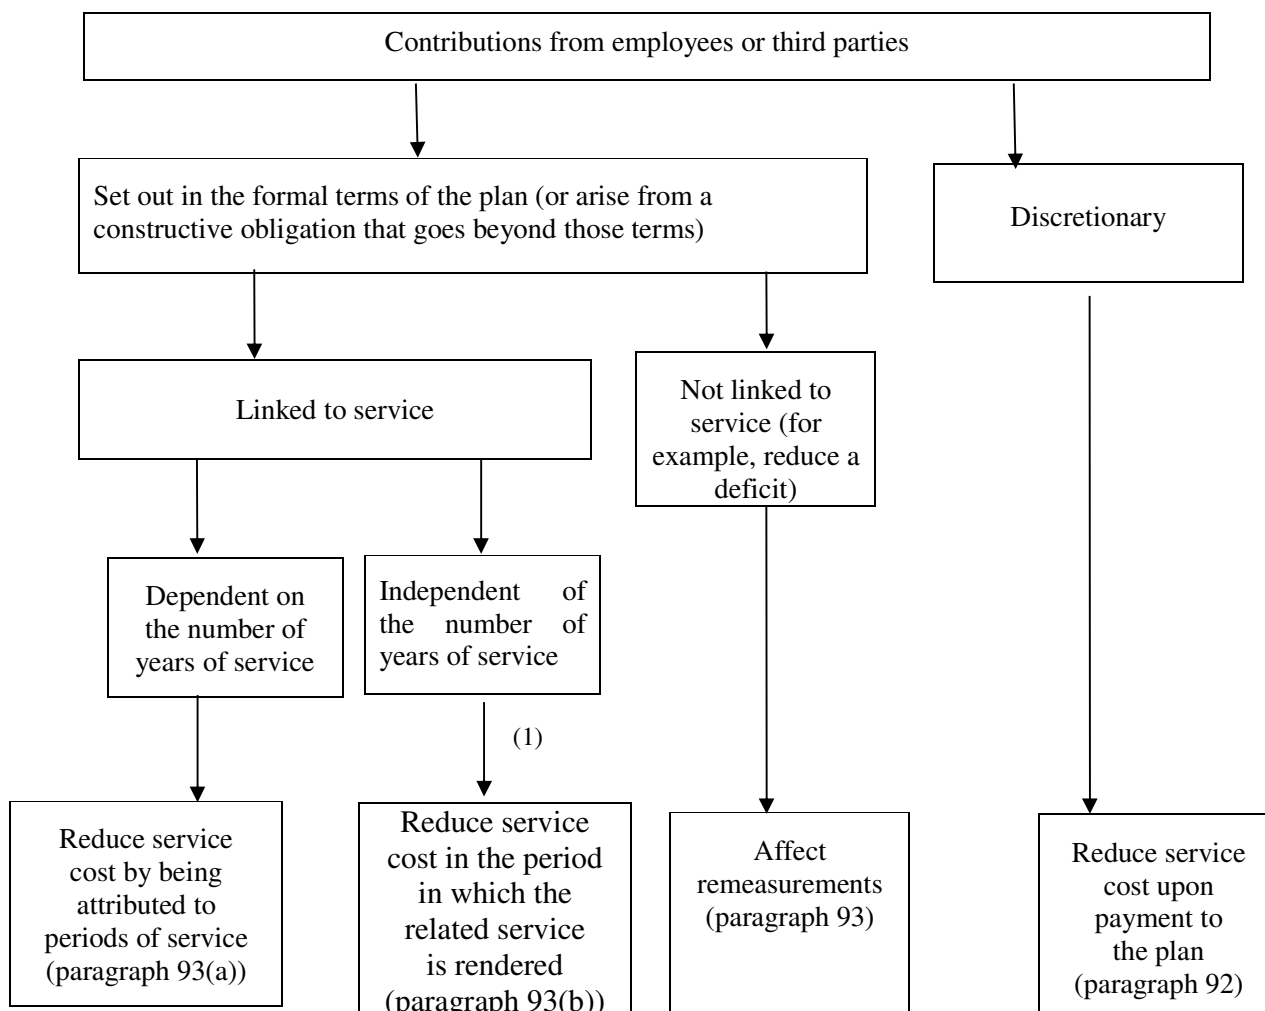 Contributions from employees or third parties
Set out in the formal terms of the plan (or arise from a
constructive obligation that goes beyond those terms)
Discretionary
Linked to service
Not linked to
service (for
example, reduce a
deficit)
Dependent on
the number of
years of service
Independent of
the number of
years of service
(1)
Reduce service
cost by being
attributed to
periods of service
(paragraph 93(a))
Reduce service
cost in the period
in which the
related service
is rendered
(paragraph 93(b))
Affect
remeasurements
(paragraph 93)
Reduce service
cost upon
payment to
the plan
(paragraph 92)